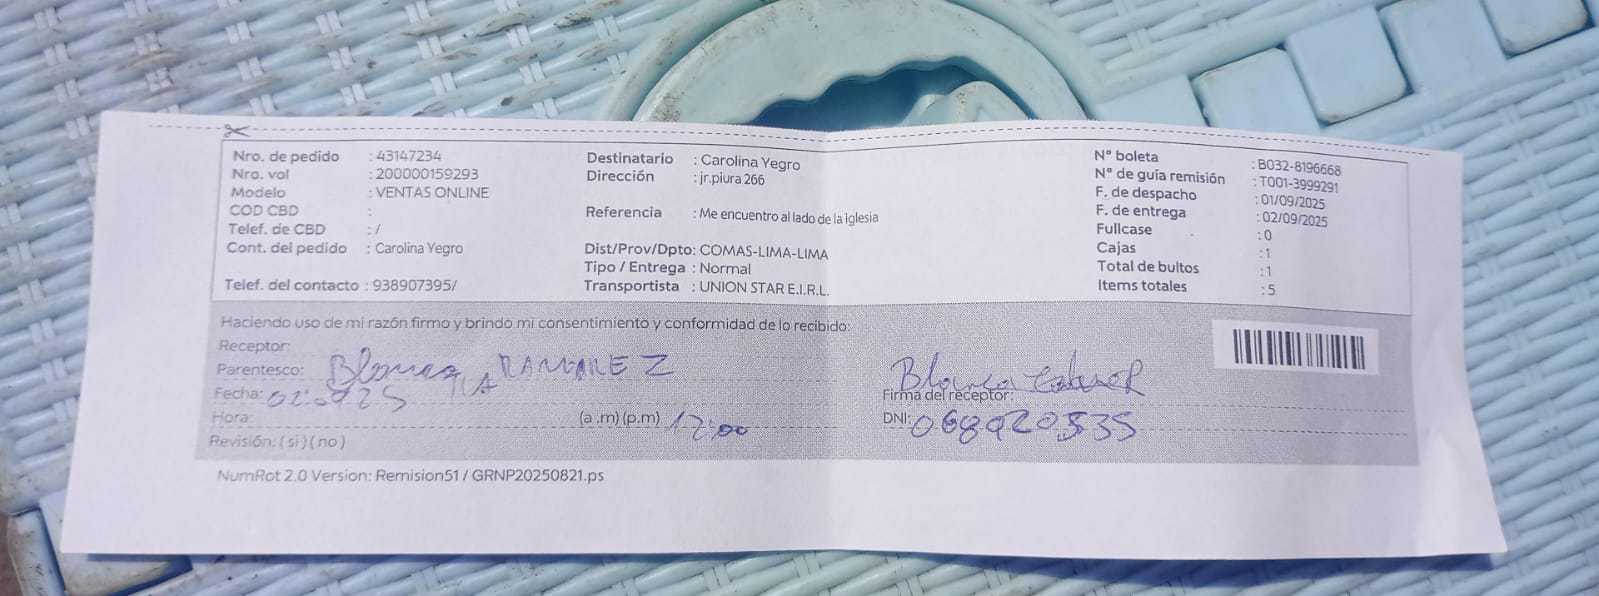 Nro. de pedido : 43147234
Nro. vol : 200000159293
Modelo : VENTAS ONLINE
COD CBD :
Telef. de CBD : /
Cont. del pedido : Carolina Yegro
Telef. del contacto : 938907395/
Destinatario : Carolina Yegro
Dirección : jr.piura 266
Referencia : Me encuentro al lado de la iglesia
Dist/Prov/Dpto: COMAS-LIMA-LIMA
Tipo / Entrega : Normal
Transportista : UNION STAR E.I.R.L.
N° boleta : B032-8196668
N° de guía remisión : T001-3999291
F. de despacho : 01/09/2025
F. de entrega : 02/09/2025
Fullcase : 0
Cajas : 1
Total de bultos : 1
Items totales : 5
Haciendo uso de mi razón firmo y brindo mi consentimiento y conformidad de lo recibido:
Receptor:
Parentesco: Blanca
Fecha:
Hora: (a .m) (p.m) 12:00
Revisión: ( si ) ( no )
Blanca
Firma del receptor:
DNI:
NumRot 2.0 Version: Remision51 / GRNP20250821.ps